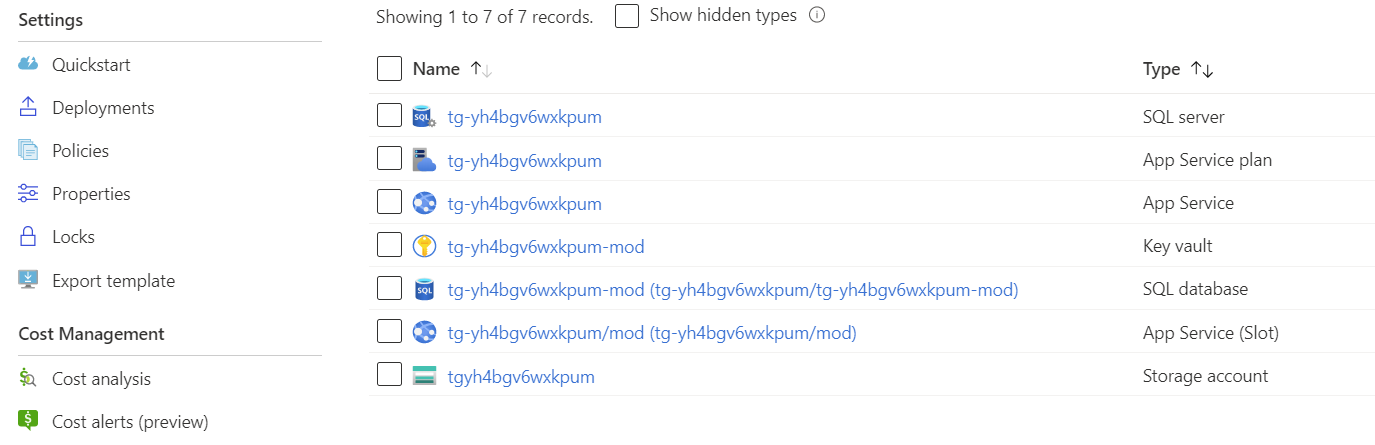 Settings
Quickstart
Deployments
Policies
Properties
Locks
Export template
Cost Management
Cost analysis
Cost alerts (preview)
Showing 1 to 7 of 7 records. Show hidden types
Name Type
SQL tg-yh4bgv6wxkpum SQL server
tg-yh4bgv6wxkpum App Service plan
tg-yh4bgv6wxkpum App Service
tg-yh4bgv6wxkpum-mod Key vault
SQL tg-yh4bgv6wxkpum-mod (tg-yh4bgv6wxkpum/tg-yh4bgv6wxkpum-mod) SQL database
tg-yh4bgv6wxkpum/mod (tg-yh4bgv6wxkpum/mod) App Service (Slot)
tgyh4bgv6wxkpum Storage account